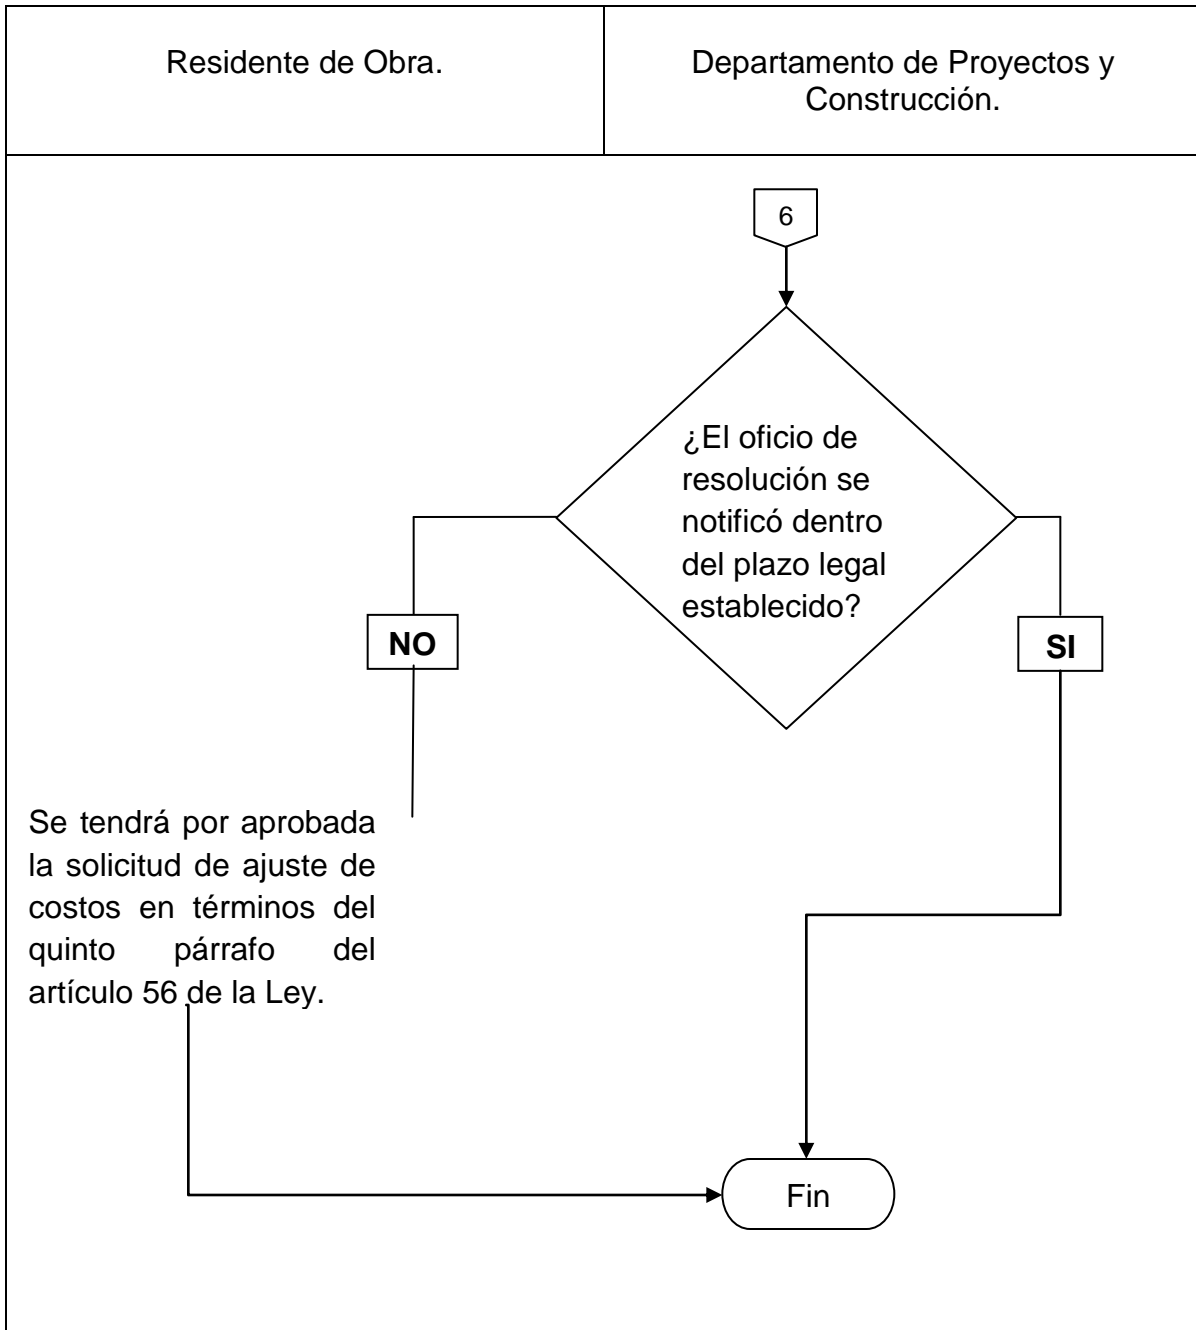 Residente de Obra.
Departamento de Proyectos y
Construcción.
6
¿El oficio de
resolución se
notificó dentro
del plazo legal
establecido?
NO
SI
Se tendrá por aprobada
la solicitud de ajuste de
costos en términos del
quinto párrafo del
artículo 56 de la Ley.
Fin